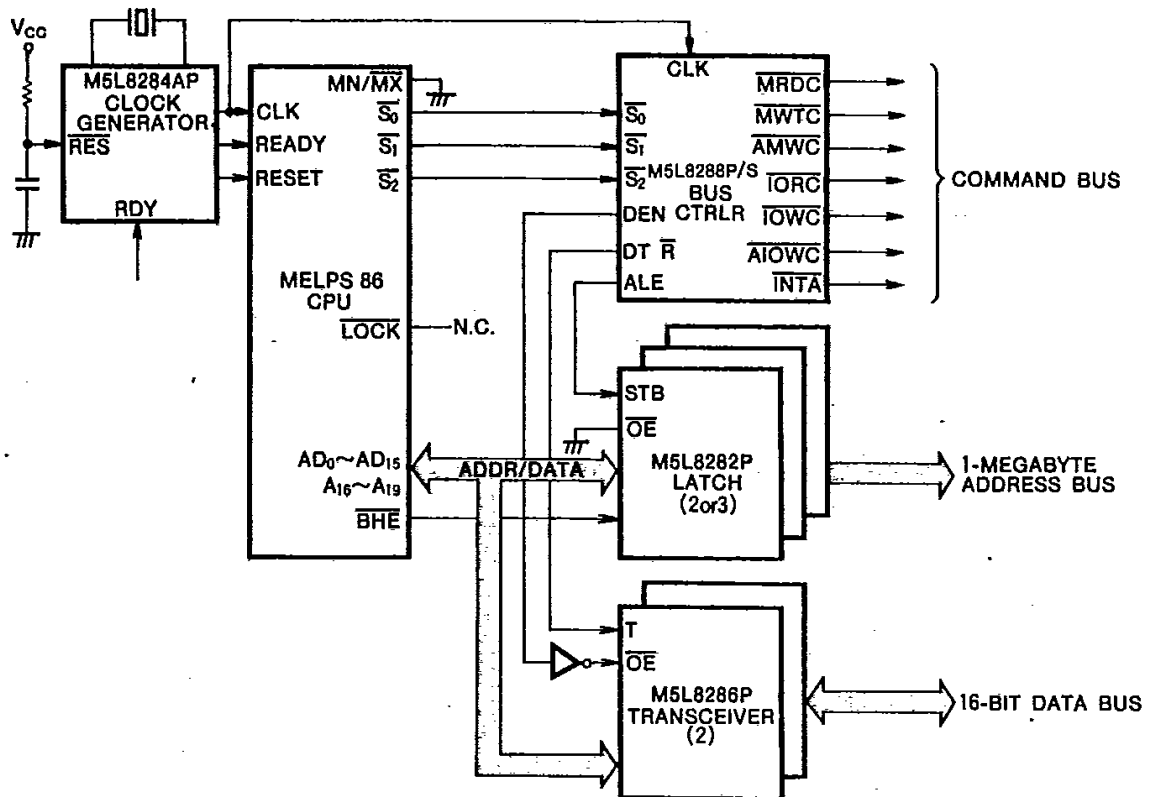 VCC
M5L8284AP
CLOCK
GENERATOR
RES
RDY
MN/MX
CLK
READY
RESET
S0
S1
S2
MELPS 86
CPU
LOCK
N.C.
AD0~AD15
A16~A19
BHE
ADDR/DATA
CLK
S0
S1
S2
M5L8288P/S
BUS
CTRLR
DEN
DT R
ALE
MRDC
MWTC
AMWC
IORC
IOWC
AIOWC
INTA
COMMAND BUS
STB
OE
M5L8282P
LATCH
(2or3)
1-MEGABYTE
ADDRESS BUS
T
OE
M5L8286P
TRANSCEIVER
(2)
16-BIT DATA BUS